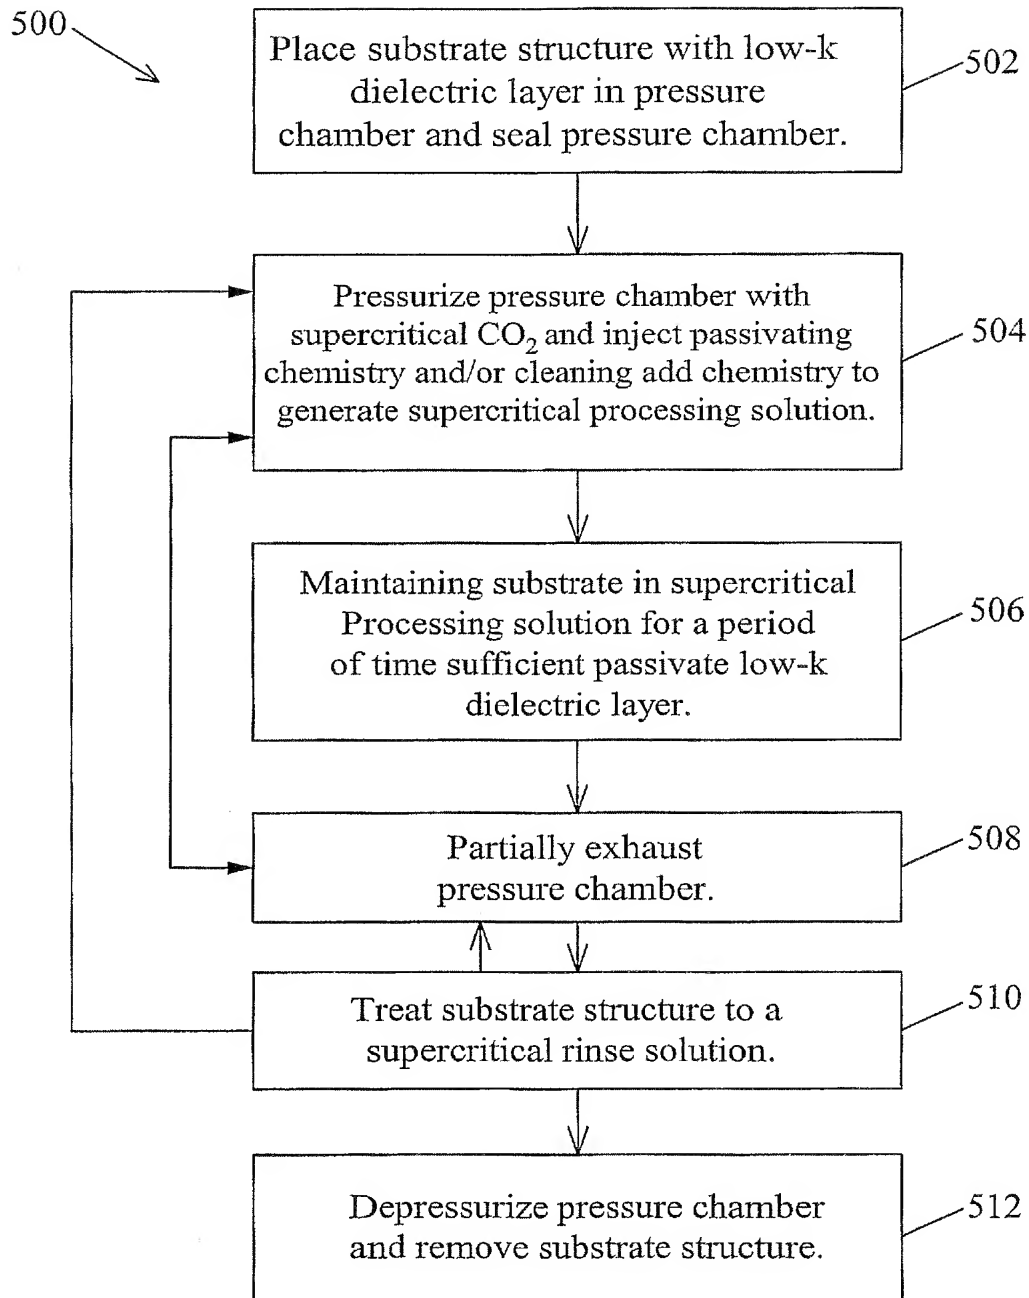 500
Place substrate structure with low-k
dielectric layer in pressure
chamber and seal pressure chamber.
502
Pressurize pressure chamber with
supercritical CO₂ and inject passivating
chemistry and/or cleaning add chemistry to
generate supercritical processing solution.
504
Maintaining substrate in supercritical
Processing solution for a period
of time sufficient passivate low-k
dielectric layer.
506
Partially exhaust
pressure chamber.
508
Treat substrate structure to a
supercritical rinse solution.
510
Depressurize pressure chamber
and remove substrate structure.
512